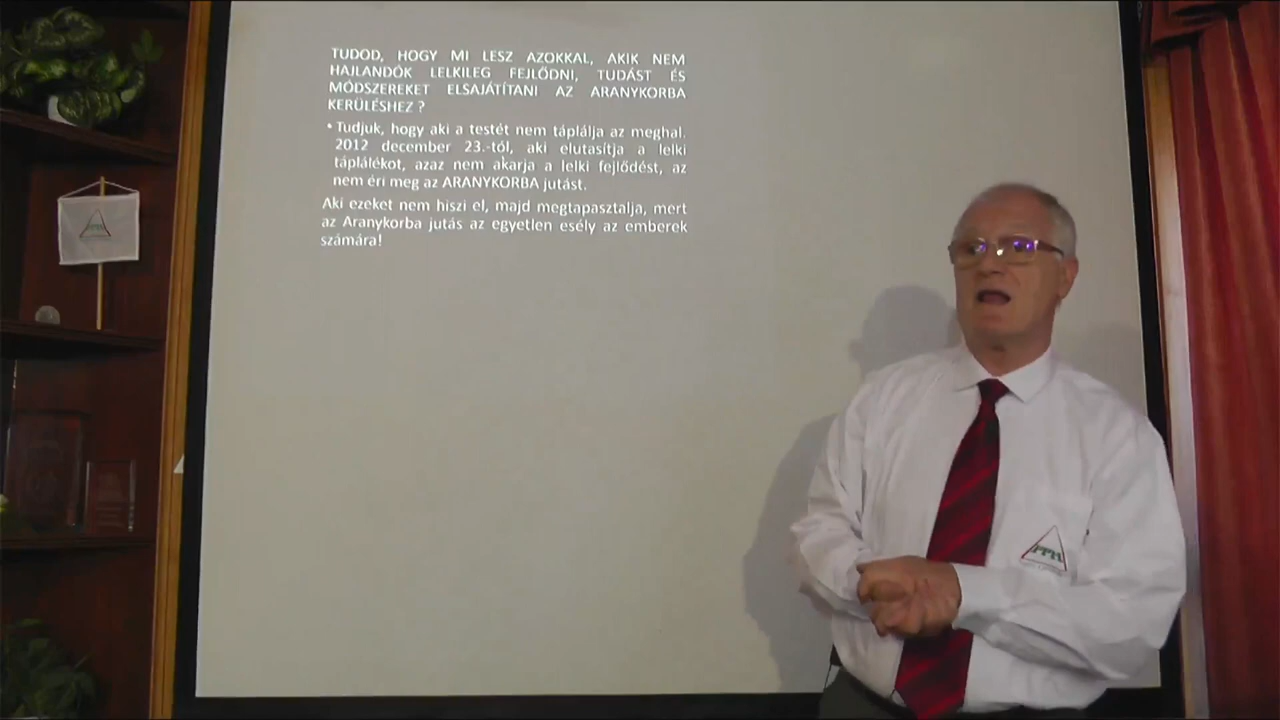 TUDOD, HOGY MI LESZ AZOKKAL, AKIK NEM
HAJLANDÓK LELKILEG FEJLŐDNI, TUDÁST ÉS
MÓDSZEREKET ELSAJÁTÍTANI AZ ARANYKORBA
KERÜLÉSHEZ ?
• Tudjuk, hogy aki a testét nem táplálja az meghal.
2012 december 23.-tól, aki elutasítja a lelki
táplálékot, azaz nem akarja a lelki fejlődést, az
nem éri meg az ARANYKORBA jutást.
Aki ezeket nem hiszi el, majd megtapasztalja, mert
az Aranykorba jutás az egyetlen esély az emberek
számára!